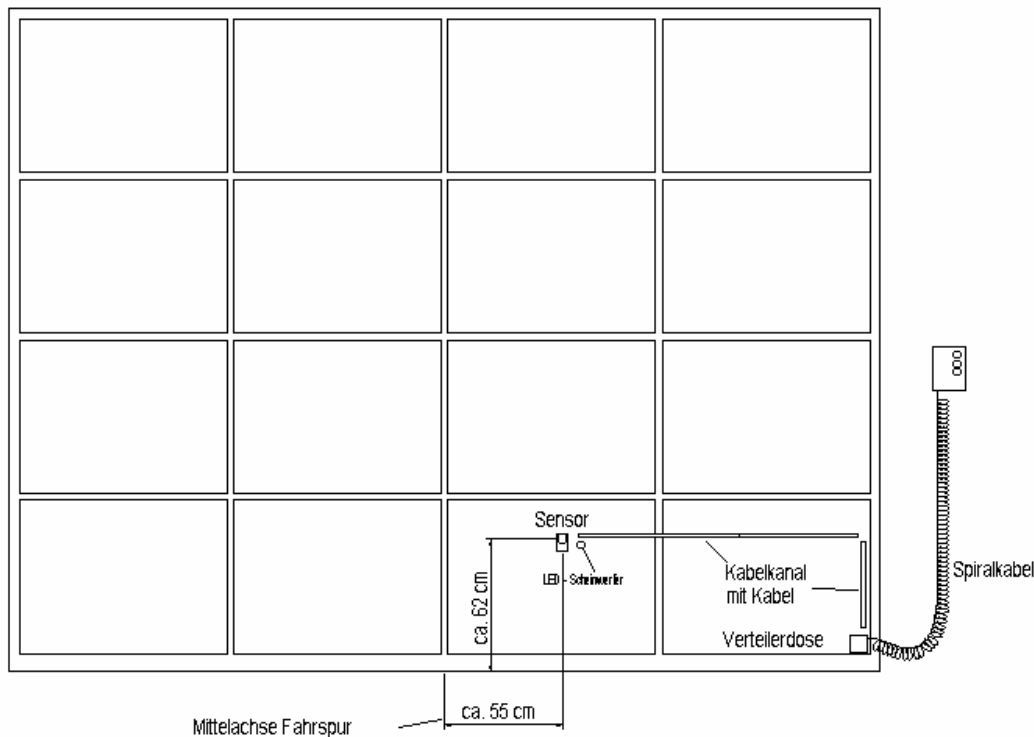 Sensor
LED - Scheinwerfer
ca. 62 cm
Kabelkanal
mit Kabel
Spiralkabel
Verteilerdose
ca. 55 cm
Mittelachse Fahrspur